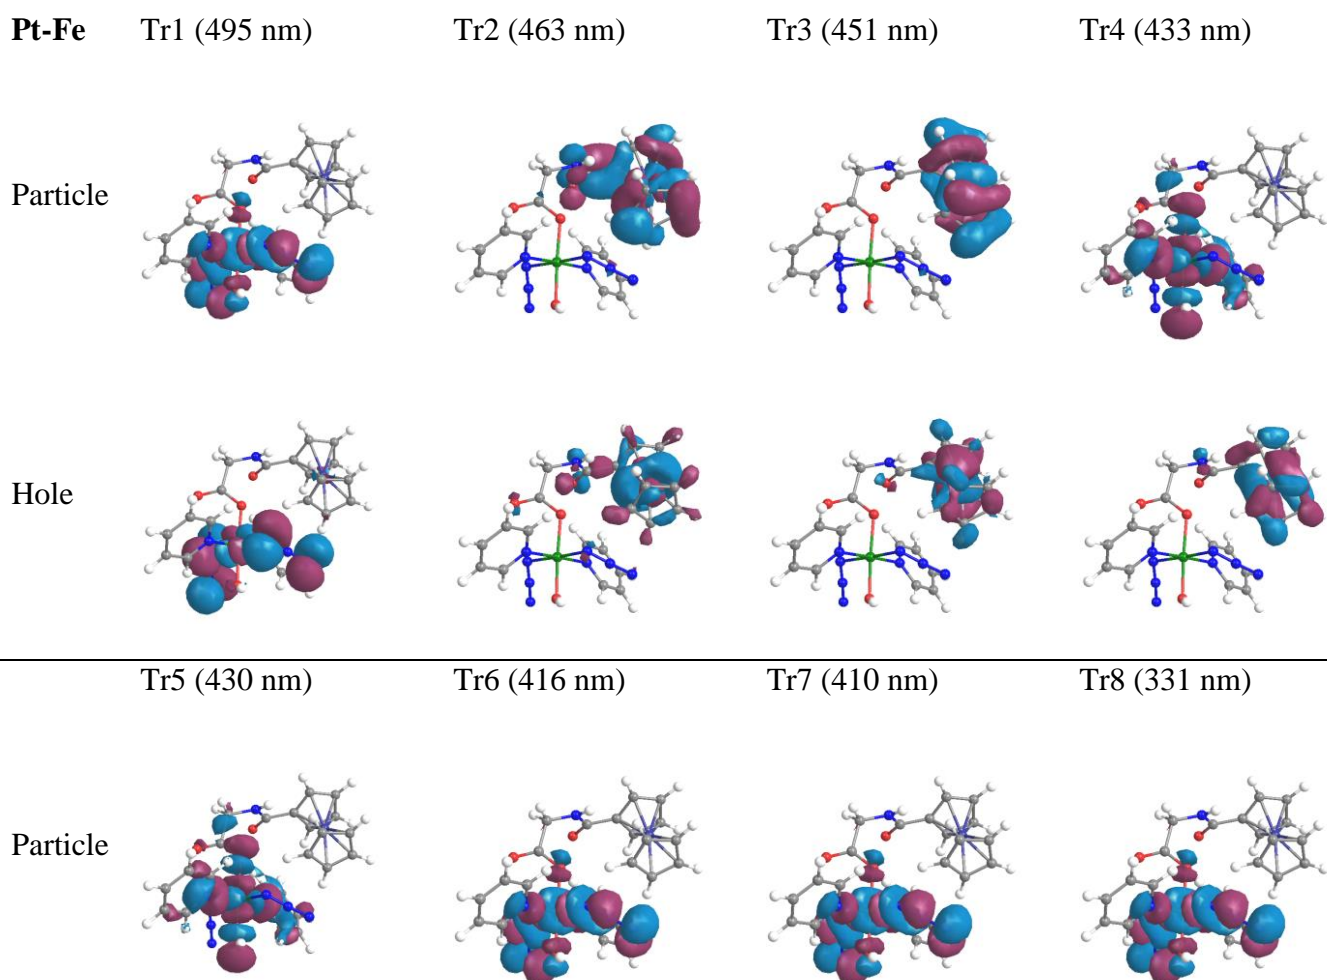 Pt-Fe Tr1 (495 nm) Tr2 (463 nm) Tr3 (451 nm) Tr4 (433 nm)
Particle
Hole
Tr5 (430 nm) Tr6 (416 nm) Tr7 (410 nm) Tr8 (331 nm)
Particle